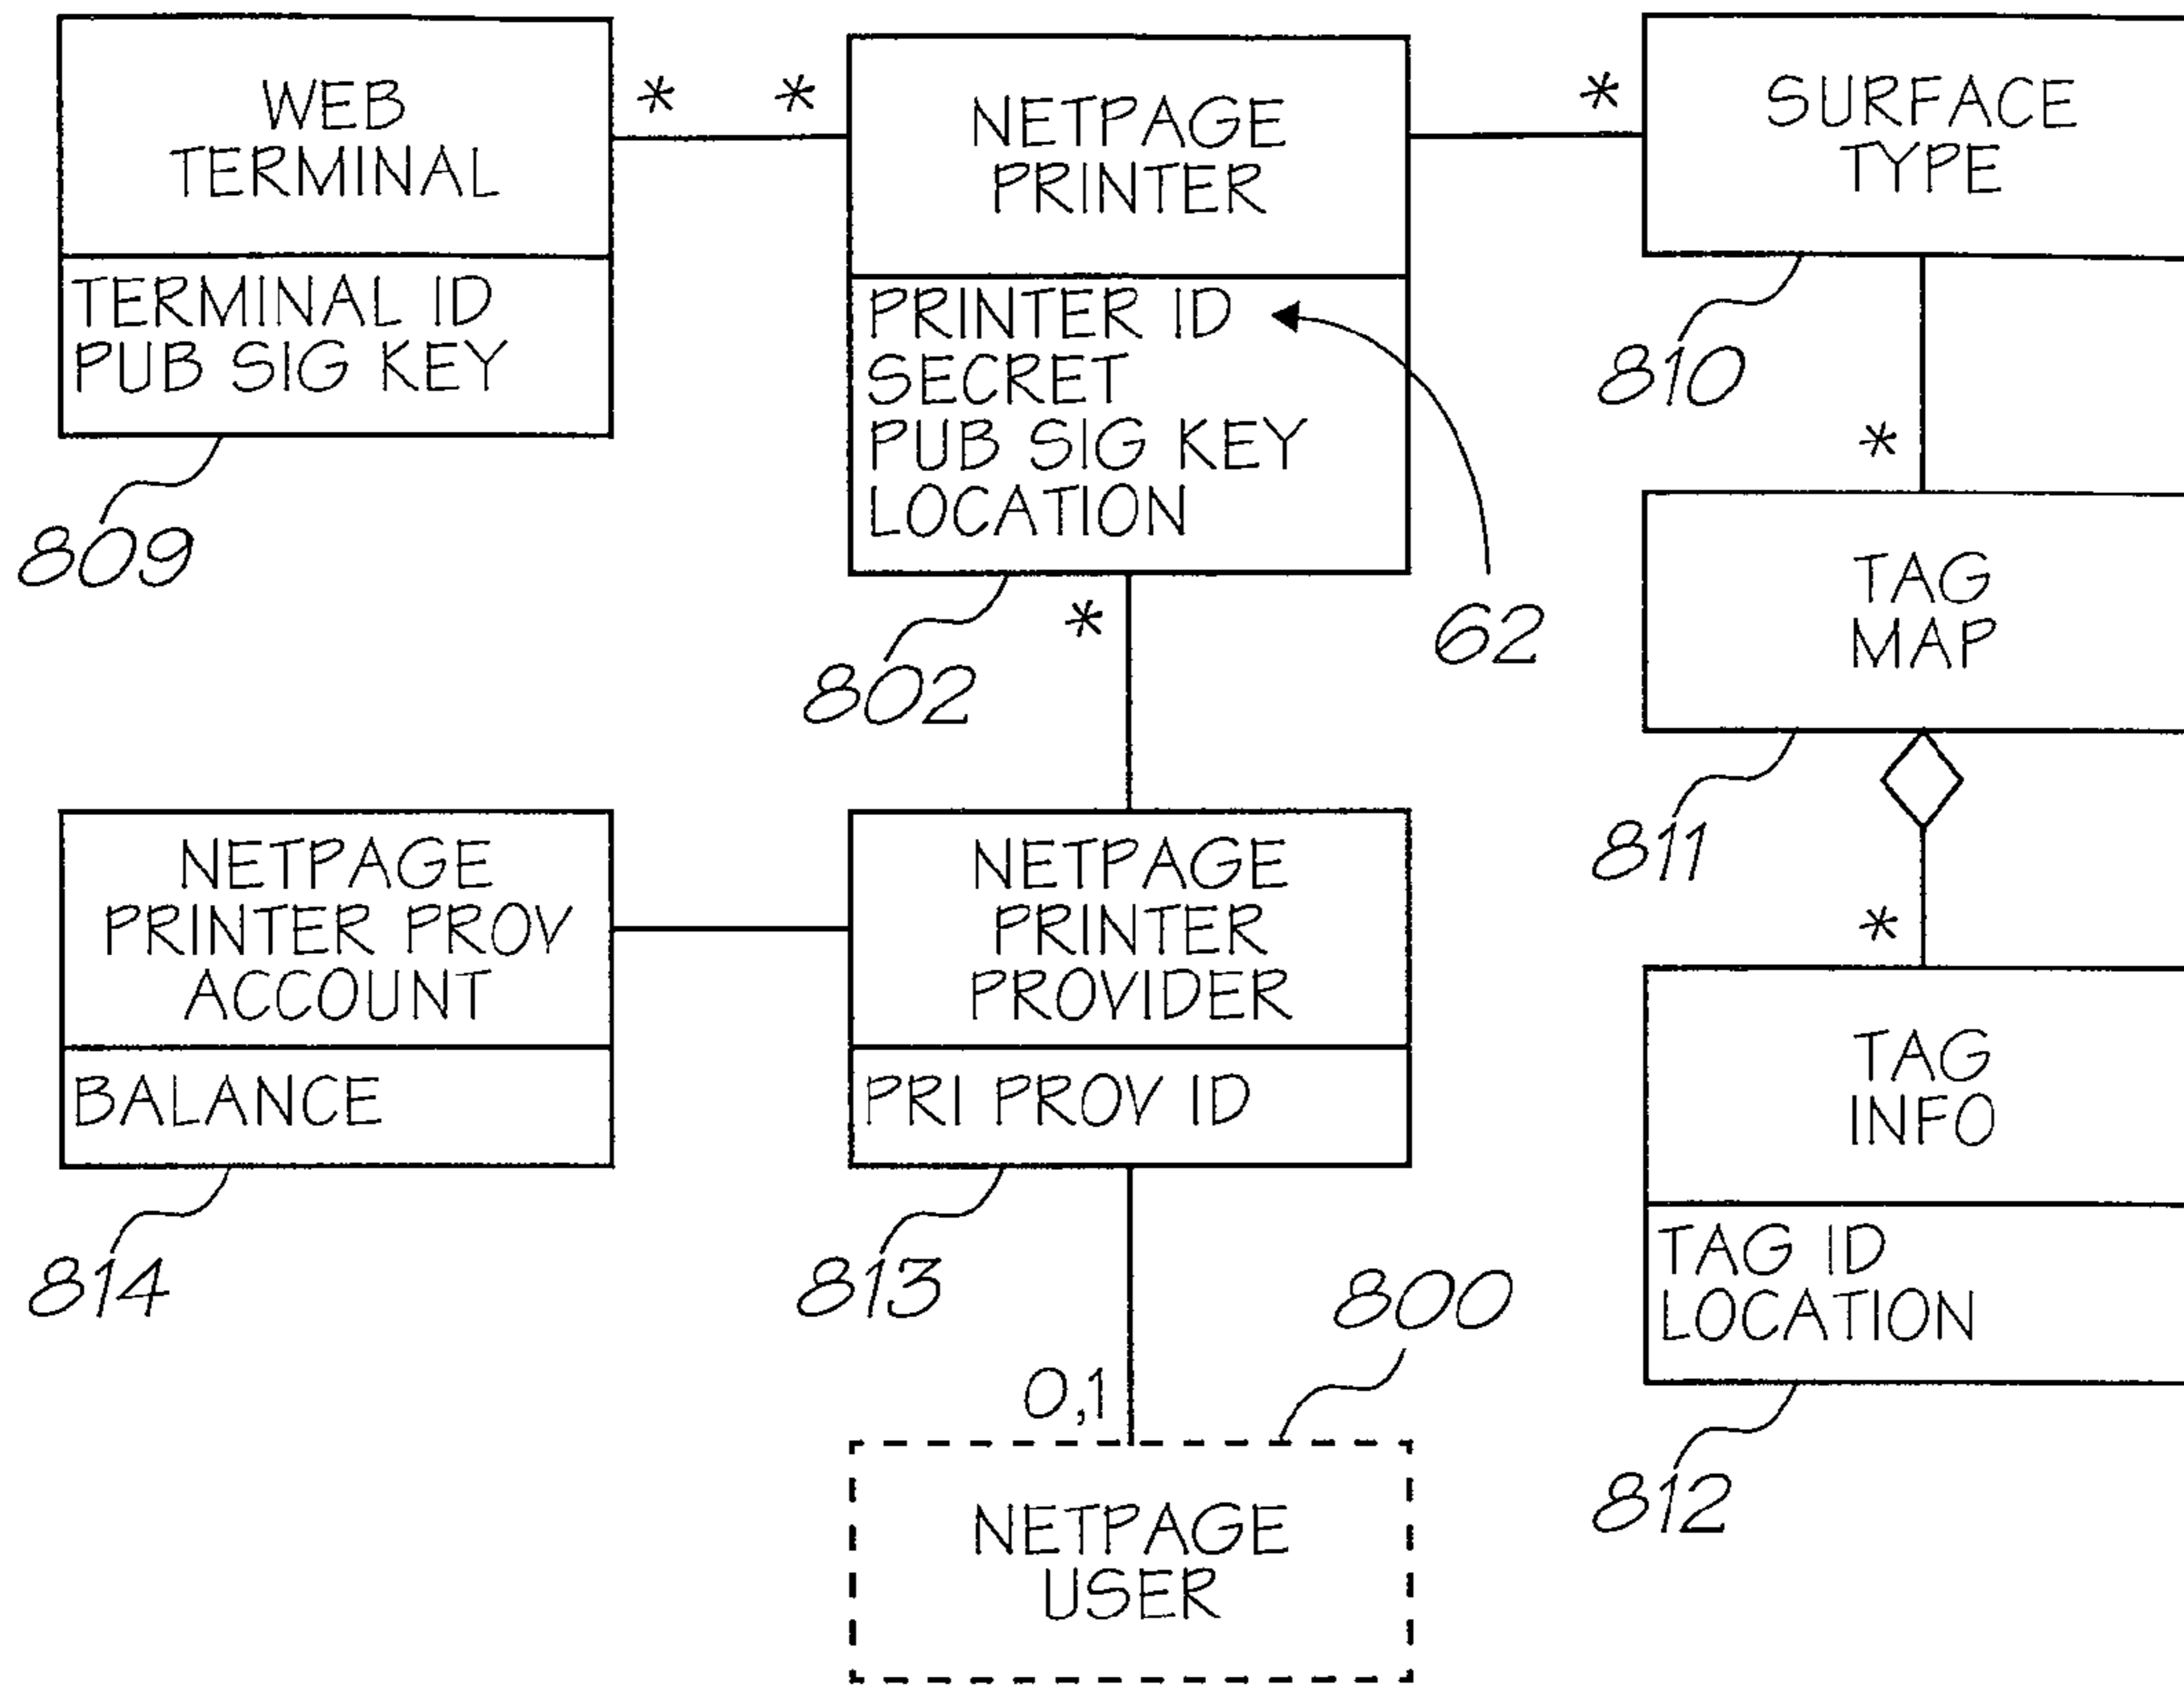 WEB
TERMINAL
TERMINAL ID
PUB SIG KEY
809
*
*
NETPAGE
PRINTER
PRINTER ID
SECRET
PUB SIG KEY
LOCATION
802
62
*
*
SURFACE
TYPE
810
*
TAG
MAP
811
*
TAG
INFO
TAG ID
LOCATION
812
NETPAGE
PRINTER PROV
ACCOUNT
BALANCE
814
NETPAGE
PRINTER
PROVIDER
PRI PROV ID
813
800
0,1
NETPAGE
USER